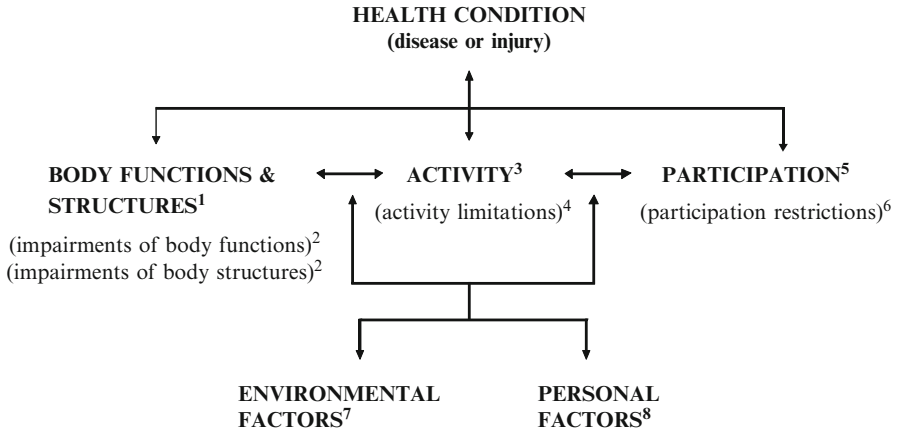 HEALTH CONDITION
(disease or injury)
BODY FUNCTIONS &
STRUCTURES¹
(impairments of body functions)²
(impairments of body structures)²
ACTIVITY³
(activity limitations)⁴
PARTICIPATION⁵
(participation restrictions)⁶
ENVIRONMENTAL
FACTORS⁷
PERSONAL
FACTORS⁸